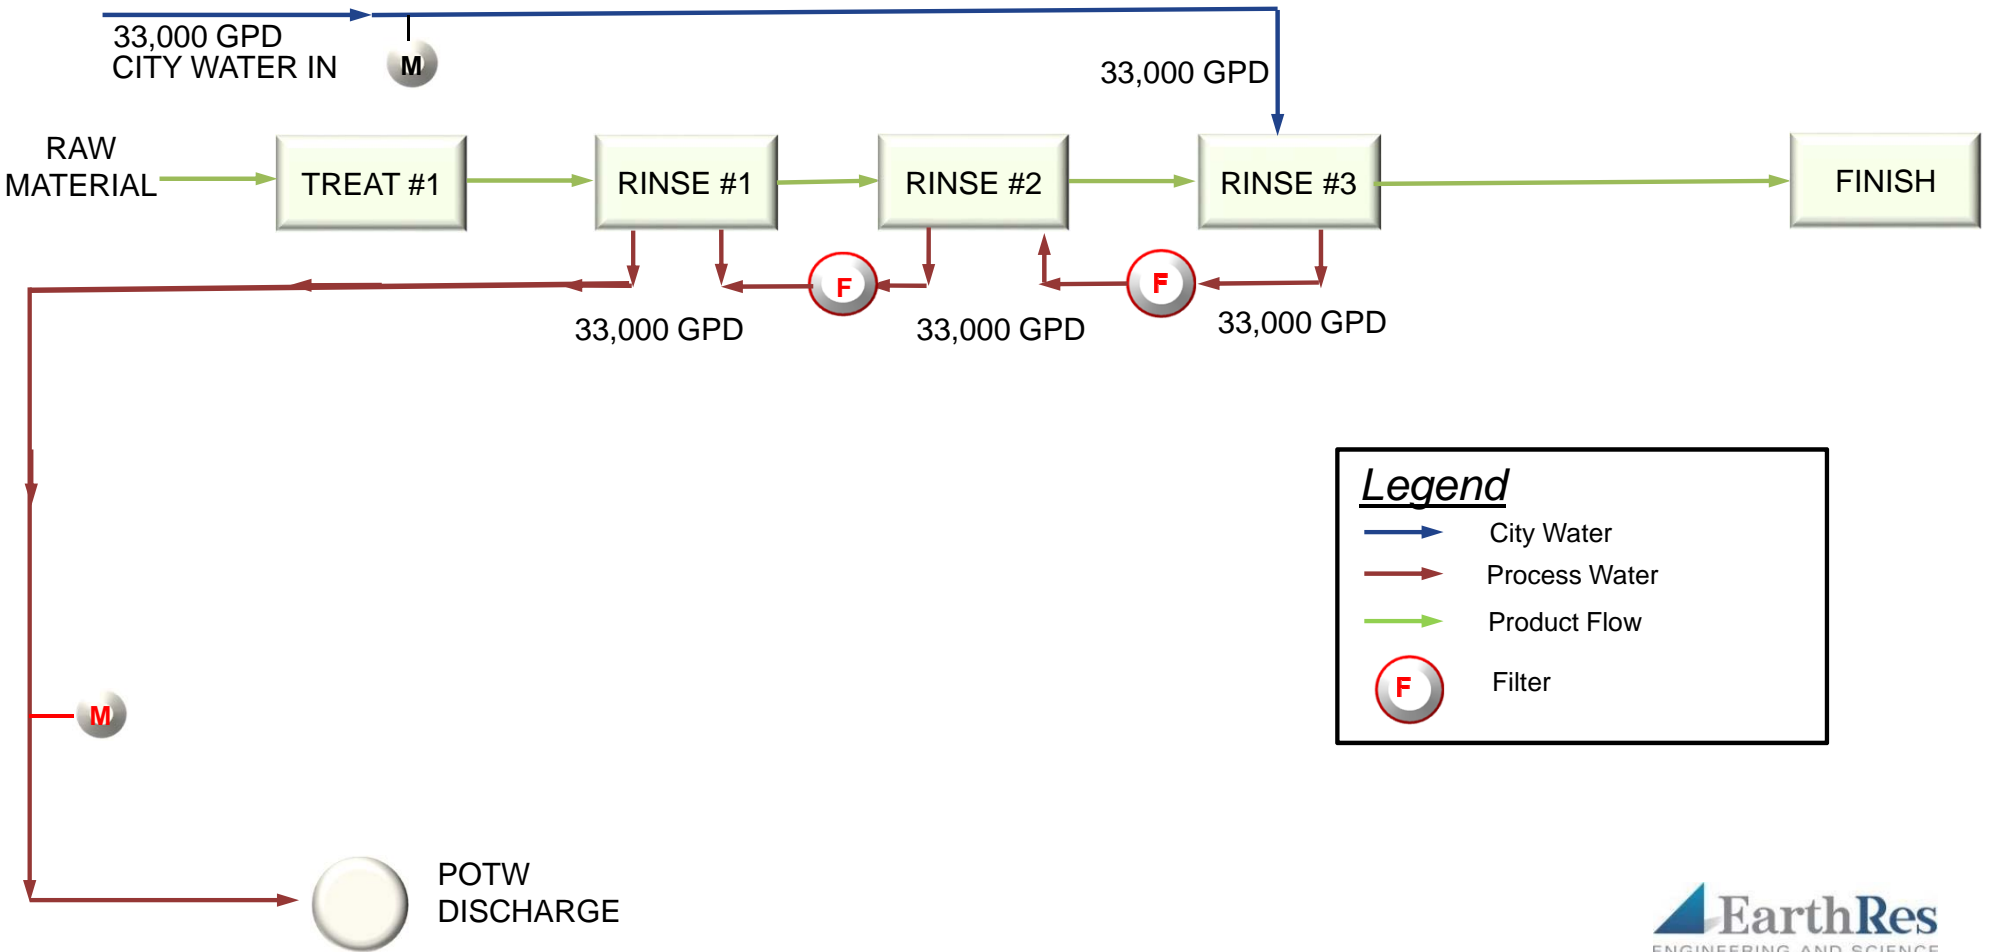 33,000 GPD
CITY WATER IN
M
33,000 GPD
RAW
MATERIAL
TREAT #1
RINSE #1
RINSE #2
RINSE #3
FINISH
F
F
33,000 GPD
33,000 GPD
33,000 GPD
Legend
City Water
Process Water
Product Flow
F
Filter
M
POTW
DISCHARGE
EarthRes
ENGINEERING AND SCIENCE